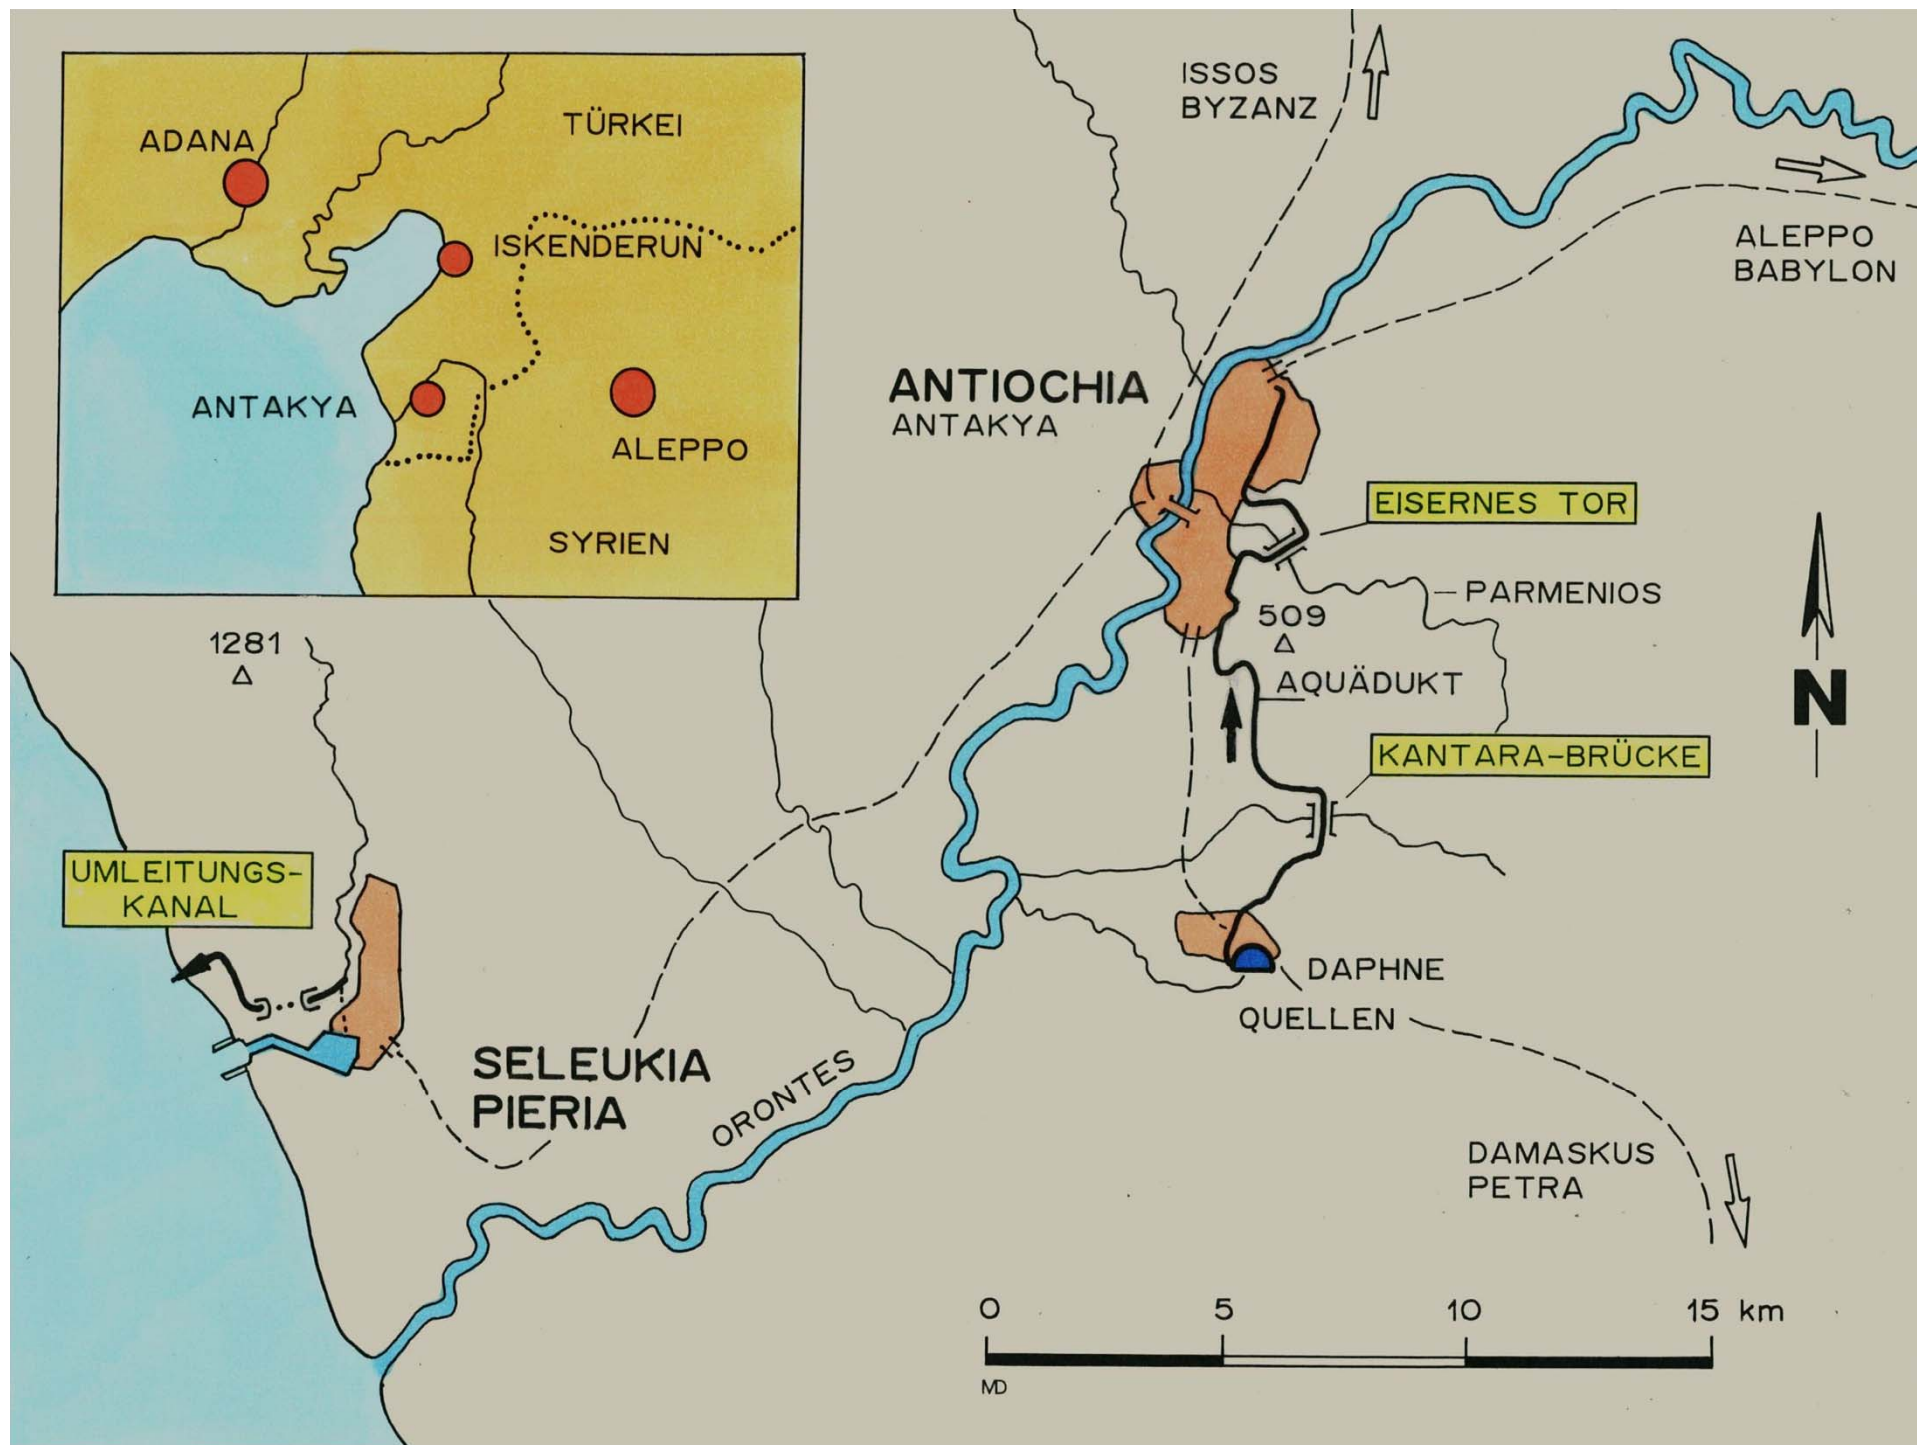 ADANA
TÜRKEI
ISKENDERUN
ANTAKYA
ALEPPO
SYRIEN
ISSOS
BYZANZ
ALEPPO
BABYLON
ANTIOCHIA
ANTAKYA
EISERNES TOR
PARMENIOS
509
AQUÄDUKT
N
KANTARA-BRÜCKE
1281
UMLEITUNGS-
KANAL
DAPHNE
QUELLEN
SELEUKIA
PIERIA
ORONTES
DAMASKUS
PETRA
0 5 10 15 km
MD